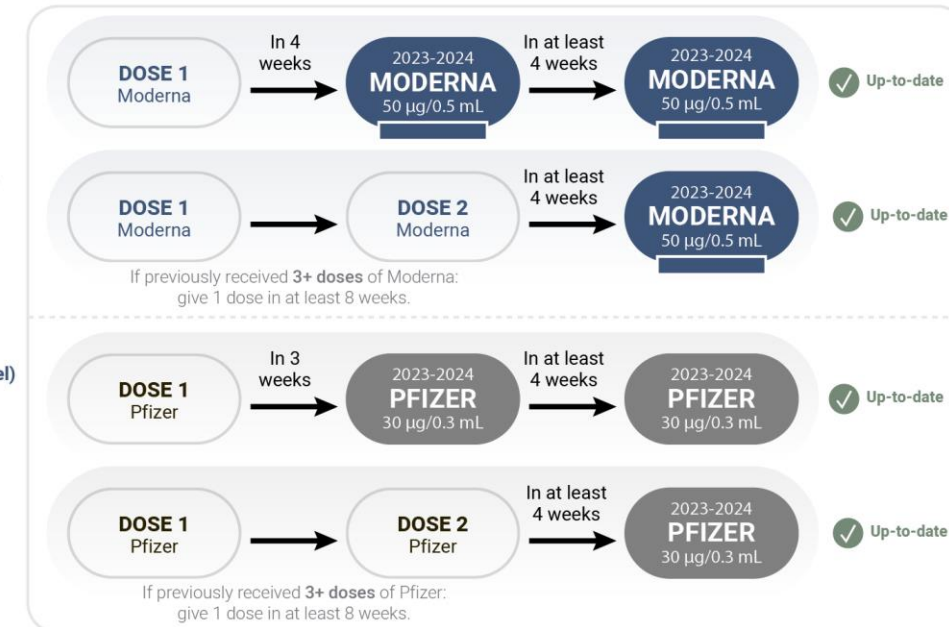 In 4
weeks
In at least
4 weeks
DOSE 1
Moderna
2023-2024
MODERNA
50 µg/0.5 mL
2023-2024
MODERNA
50 µg/0.5 mL
Up-to-date
In at least
4 weeks
DOSE 1
Moderna
DOSE 2
Moderna
2023-2024
MODERNA
50 µg/0.5 mL
Up-to-date
If previously received 3+ doses of Moderna:
give 1 dose in at least 8 weeks.
In 3
weeks
In at least
4 weeks
DOSE 1
Pfizer
2023-2024
PFIZER
30 µg/0.3 mL
2023-2024
PFIZER
30 µg/0.3 mL
Up-to-date
In at least
4 weeks
DOSE 1
Pfizer
DOSE 2
Pfizer
2023-2024
PFIZER
30 µg/0.3 mL
Up-to-date
If previously received 3+ doses of Pfizer:
give 1 dose in at least 8 weeks.